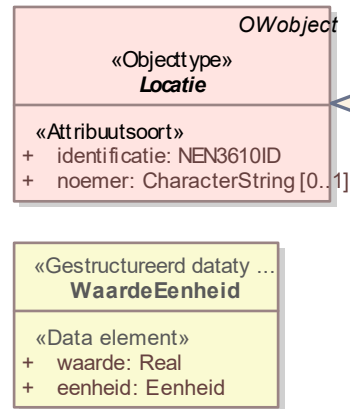 OWobject
«Objecttype»
Locatie
«Attribuutsoort»
+ identificatie: NEN3610ID
+ noemer: CharacterString [0..1]
«Gestructureerd dataty ...
WaardeEenheid
«Data element»
+ waarde: Real
+ eenheid: Eenheid